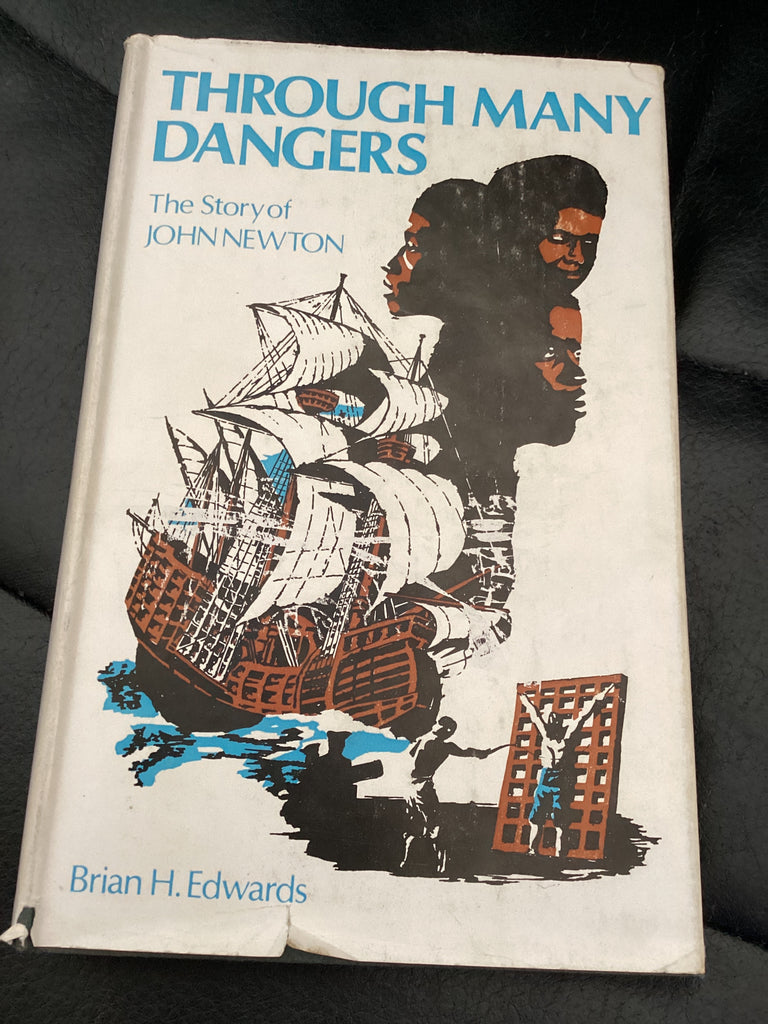 THROUGH MANY
DANGERS
The Story of
JOHN NEWTON
Brian H. Edwards